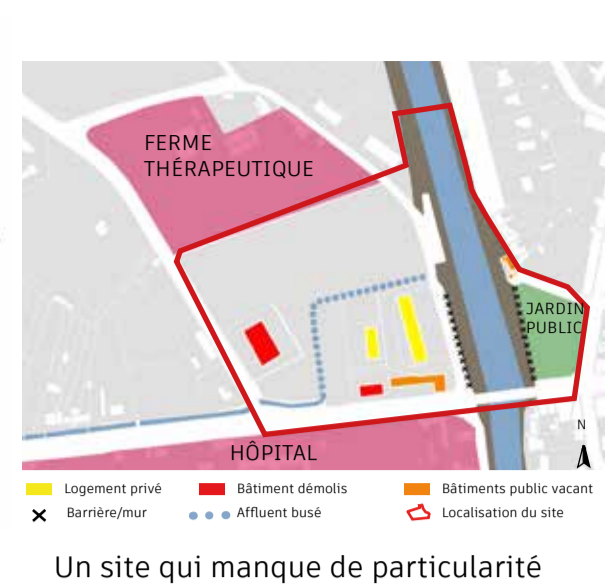 FERME
THÉRAPEUTIQUE
JARDIN
PUBLIC
HÔPITAL
N
Logement privé
Bâtiment démolis
Bâtiments public vacant
Barrière/mur
Affluent busé
Localisation du site
Un site qui manque de particularité